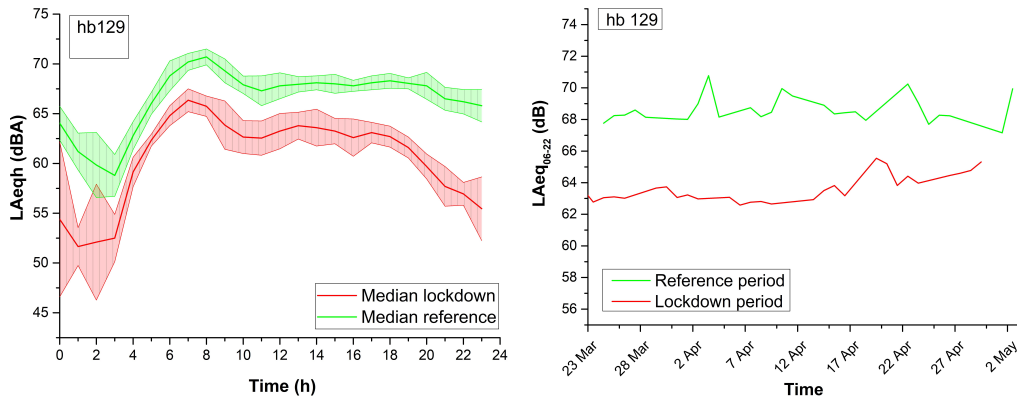 hb129
LAeqh (dBA)
75
70
65
60
55
50
45
0 2 4 6 8 10 12 14 16 18 20 22 24
Time (h)
Median lockdown
Median reference
hb 129
LAeq06-22 (dB)
74
72
70
68
66
64
62
60
58
56
23 Mar 28 Mar 2 Apr 7 Apr 12 Apr 17 Apr 22 Apr 27 Apr 2 May
Time
Reference period
Lockdown period